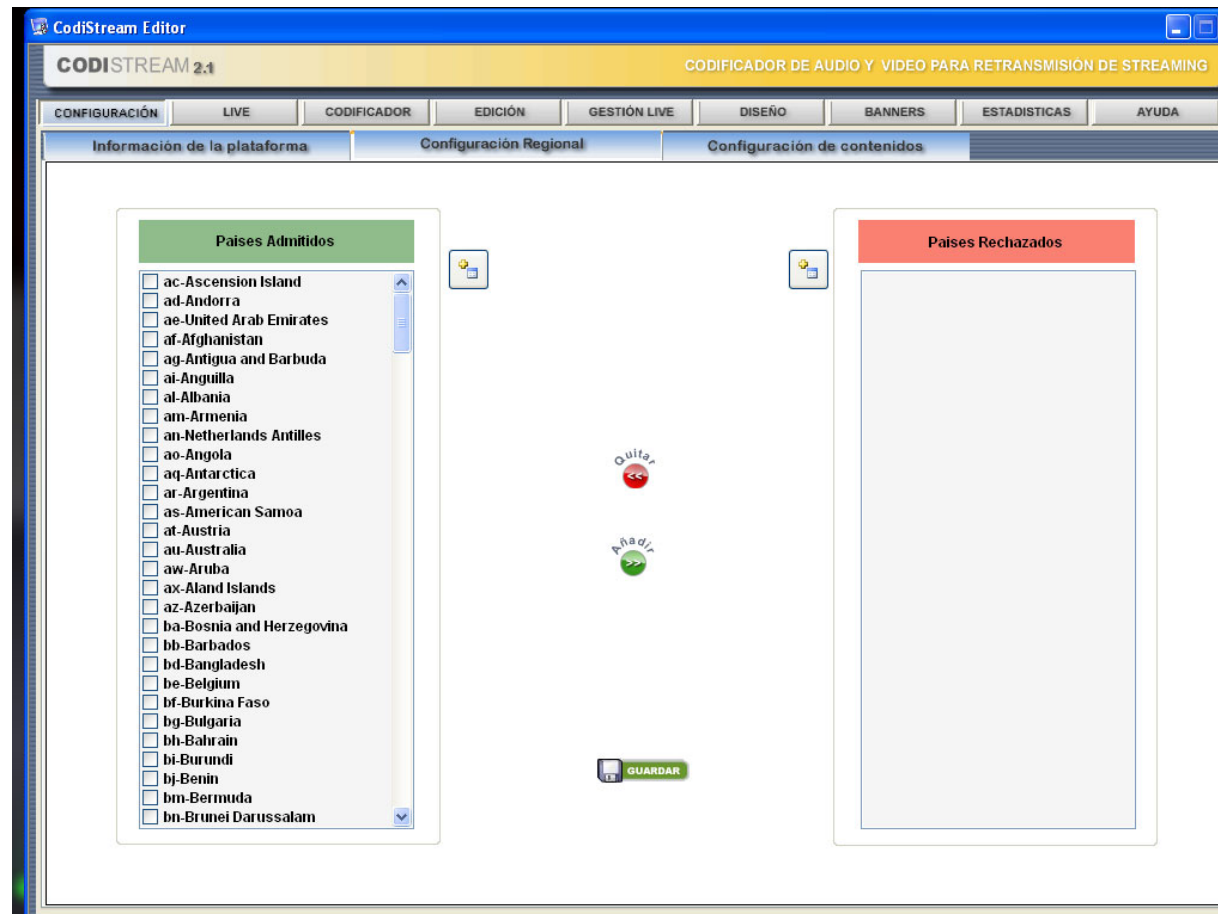 CodiStream Editor
CODISTREAM 2.1
CODIFICADOR DE AUDIO Y VIDEO PARA RETRANSMISIÓN DE STREAMING
CONFIGURACIÓN LIVE CODIFICADOR EDICIÓN GESTIÓN LIVE DISEÑO BANNERS ESTADISTICAS AYUDA
Información de la plataforma Configuración Regional Configuración de contenidos
Paises Admitidos
ac-Ascension Island
ad-Andorra
ae-United Arab Emirates
af-Afghanistan
ag-Antigua and Barbuda
ai-Anguilla
al-Albania
am-Armenia
an-Netherlands Antilles
ao-Angola
aq-Antarctica
ar-Argentina
as-American Samoa
at-Austria
au-Australia
aw-Aruba
ax-Aland Islands
az-Azerbaijan
ba-Bosnia and Herzegovina
bb-Barbados
bd-Bangladesh
be-Belgium
bf-Burkina Faso
bg-Bulgaria
bh-Bahrain
bi-Burundi
bj-Benin
bm-Bermuda
bn-Brunei Darussalam
Quitar
<<
Añadir
>>
GUARDAR
Paises Rechazados